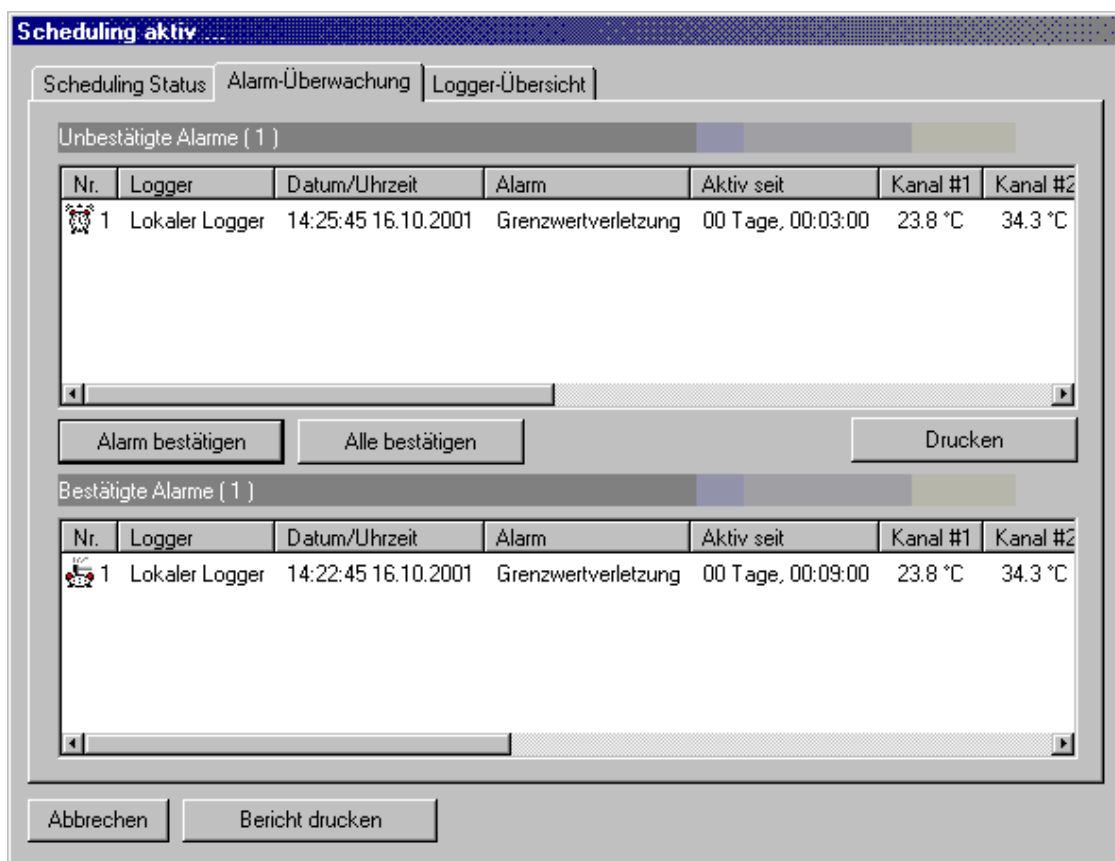 Scheduling aktiv ...
Scheduling Status Alarm-Überwachung Logger-Übersicht
Unbestätigte Alarme ( 1 )
Nr. Logger Datum/Uhrzeit Alarm Aktiv seit Kanal #1 Kanal #2
1 Lokaler Logger 14:25:45 16.10.2001 Grenzwertverletzung 00 Tage, 00:03:00 23.8 °C 34.3 °C
Alarm bestätigen Alle bestätigen Drucken
Bestätigte Alarme ( 1 )
Nr. Logger Datum/Uhrzeit Alarm Aktiv seit Kanal #1 Kanal #2
1 Lokaler Logger 14:22:45 16.10.2001 Grenzwertverletzung 00 Tage, 00:09:00 23.8 °C 34.3 °C
Abbrechen Bericht drucken